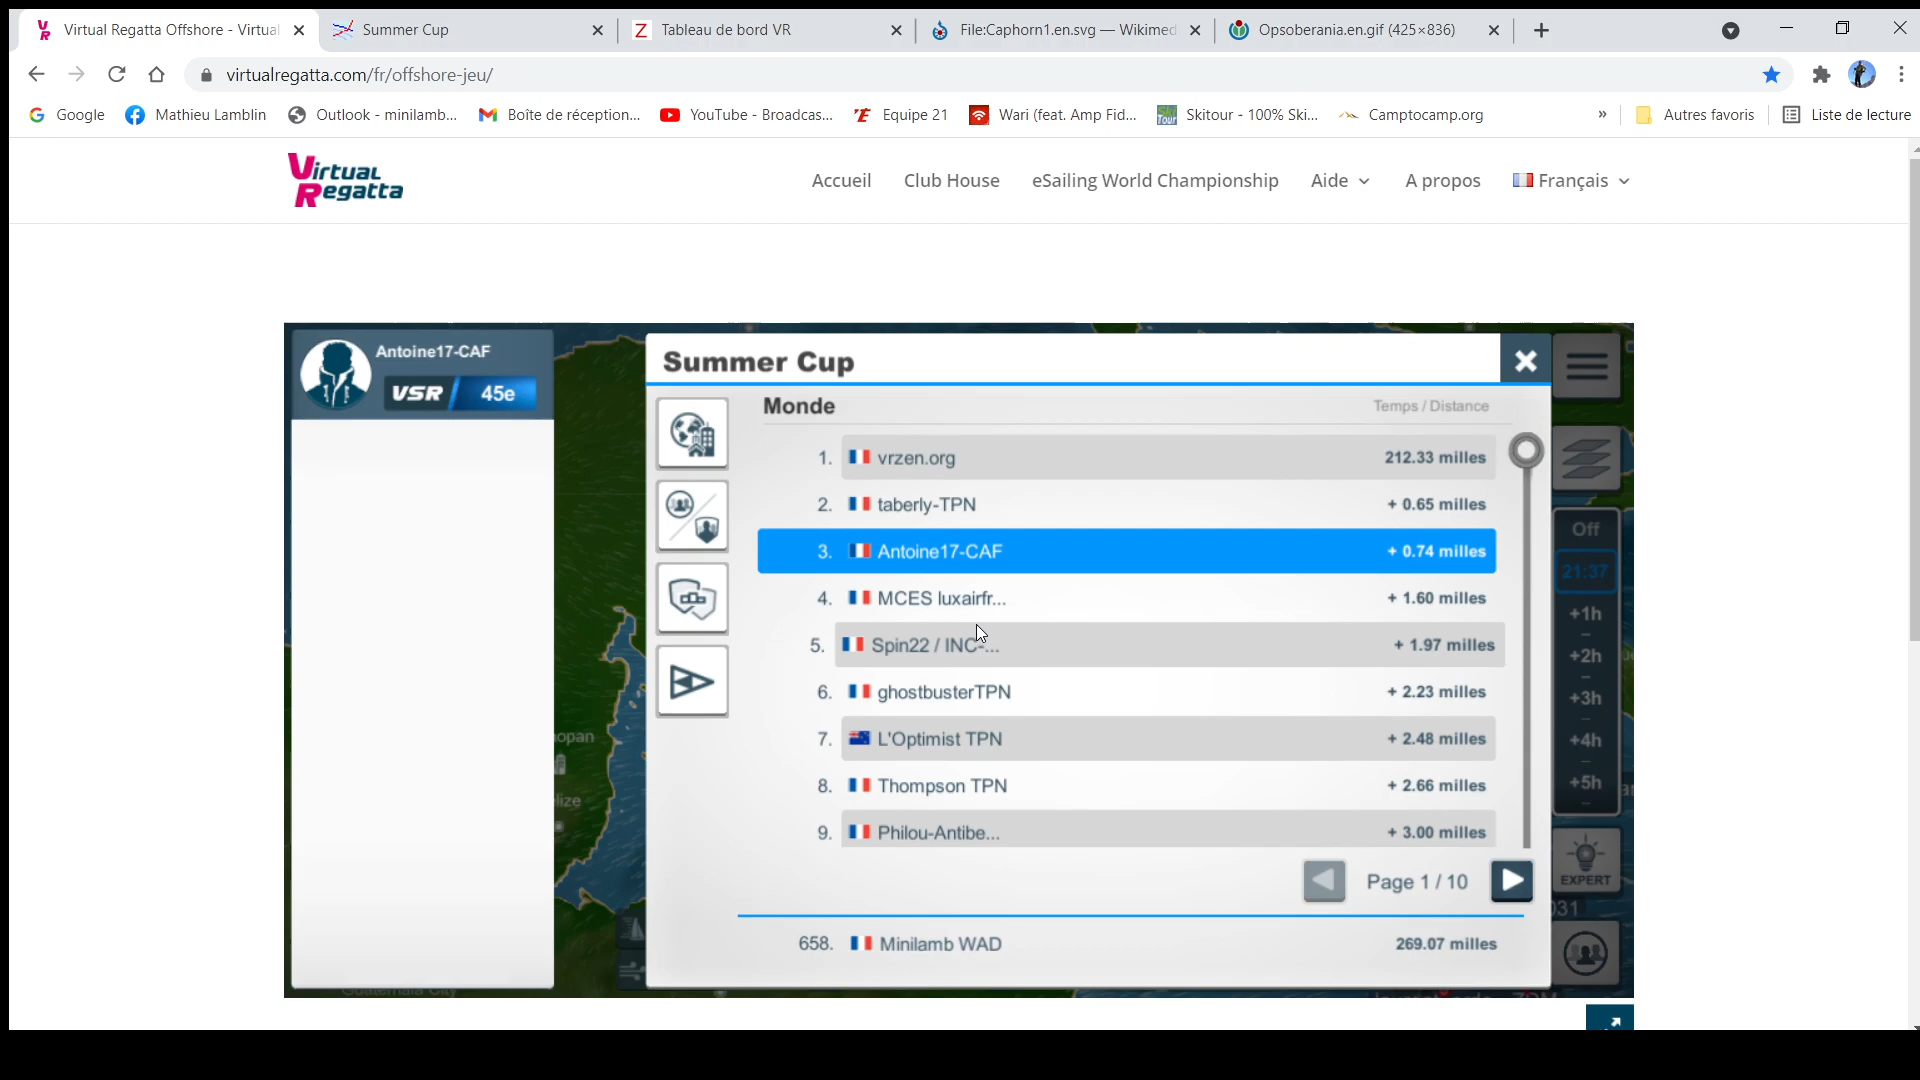 Virtual Regatta Offshore - Virtual
Summer Cup
Tableau de bord VR
File:Caphorn1.en.svg — Wikimed
Opsoberania.en.gif (425×836)
virtualregatta.com/fr/offshore-jeu/
Google
Mathieu Lamblin
Outlook - minilamb...
Boîte de réception...
YouTube - Broadcas...
Equipe 21
Wari (feat. Amp Fid...
Skitour - 100% Ski...
Camptocamp.org
»
Autres favoris
Liste de lecture
Virtual Regatta
Accueil
Club House
eSailing World Championship
Aide
A propos
Français
Antoine17-CAF
VSR 45e
Summer Cup
Monde
Temps / Distance
1. vrzen.org 212.33 milles
2. taberly-TPN + 0.65 milles
3. Antoine17-CAF + 0.74 milles
4. MCES luxairfr... + 1.60 milles
5. Spin22 / INC-... + 1.97 milles
6. ghostbusterTPN + 2.23 milles
7. L'Optimist TPN + 2.48 milles
8. Thompson TPN + 2.66 milles
9. Philou-Antibe... + 3.00 milles
Page 1 / 10
658. Minilamb WAD 269.07 milles
Off
21:37
+1h
+2h
+3h
+4h
+5h
EXPERT
opan
lize
031
Guatemala City